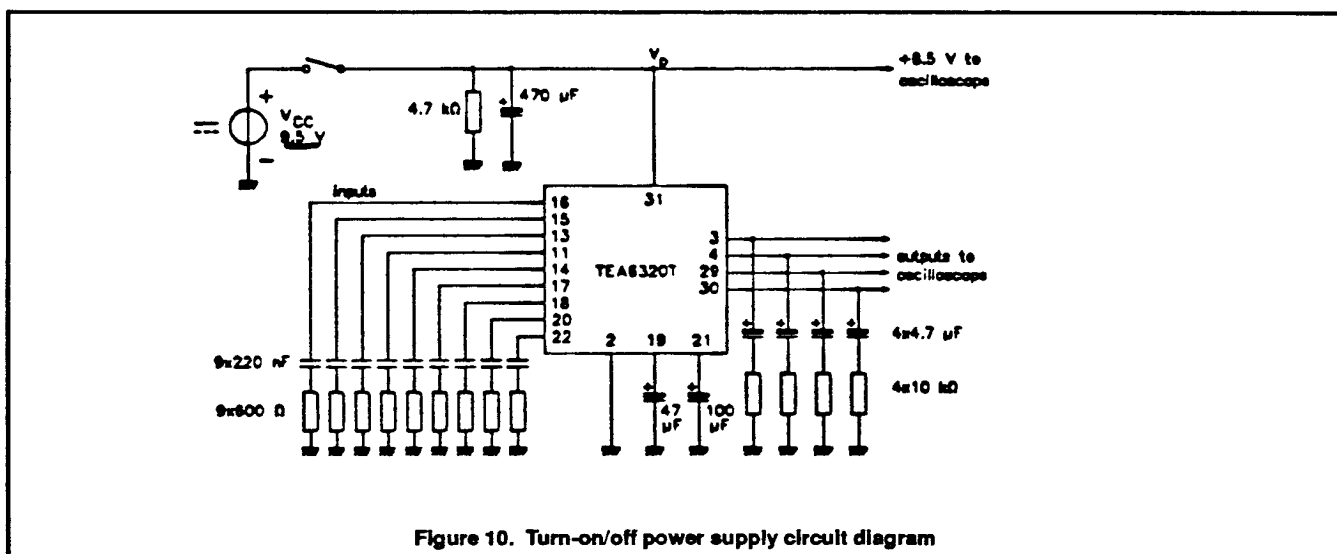 Vp
+8.5 V to
oscilloscope
4.7 kΩ
470 µF
+
+
VCC
8.5 V
−
inputs
16
15
13
11
14
17
18
20
22
31
TEA6320T
3
4
29
30
outputs to
oscilloscope
2
19
21
9x220 nF
9x600 Ω
+
47
µF
+
100
µF
+
+
+
+
4x4.7 µF
4x10 kΩ
Figure 10. Turn-on/off power supply circuit diagram